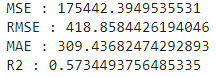 MSE : 175442.3949535531
RMSE : 418.8584426194046
MAE : 309.43682474292893
R2 : 0.5734493756485335